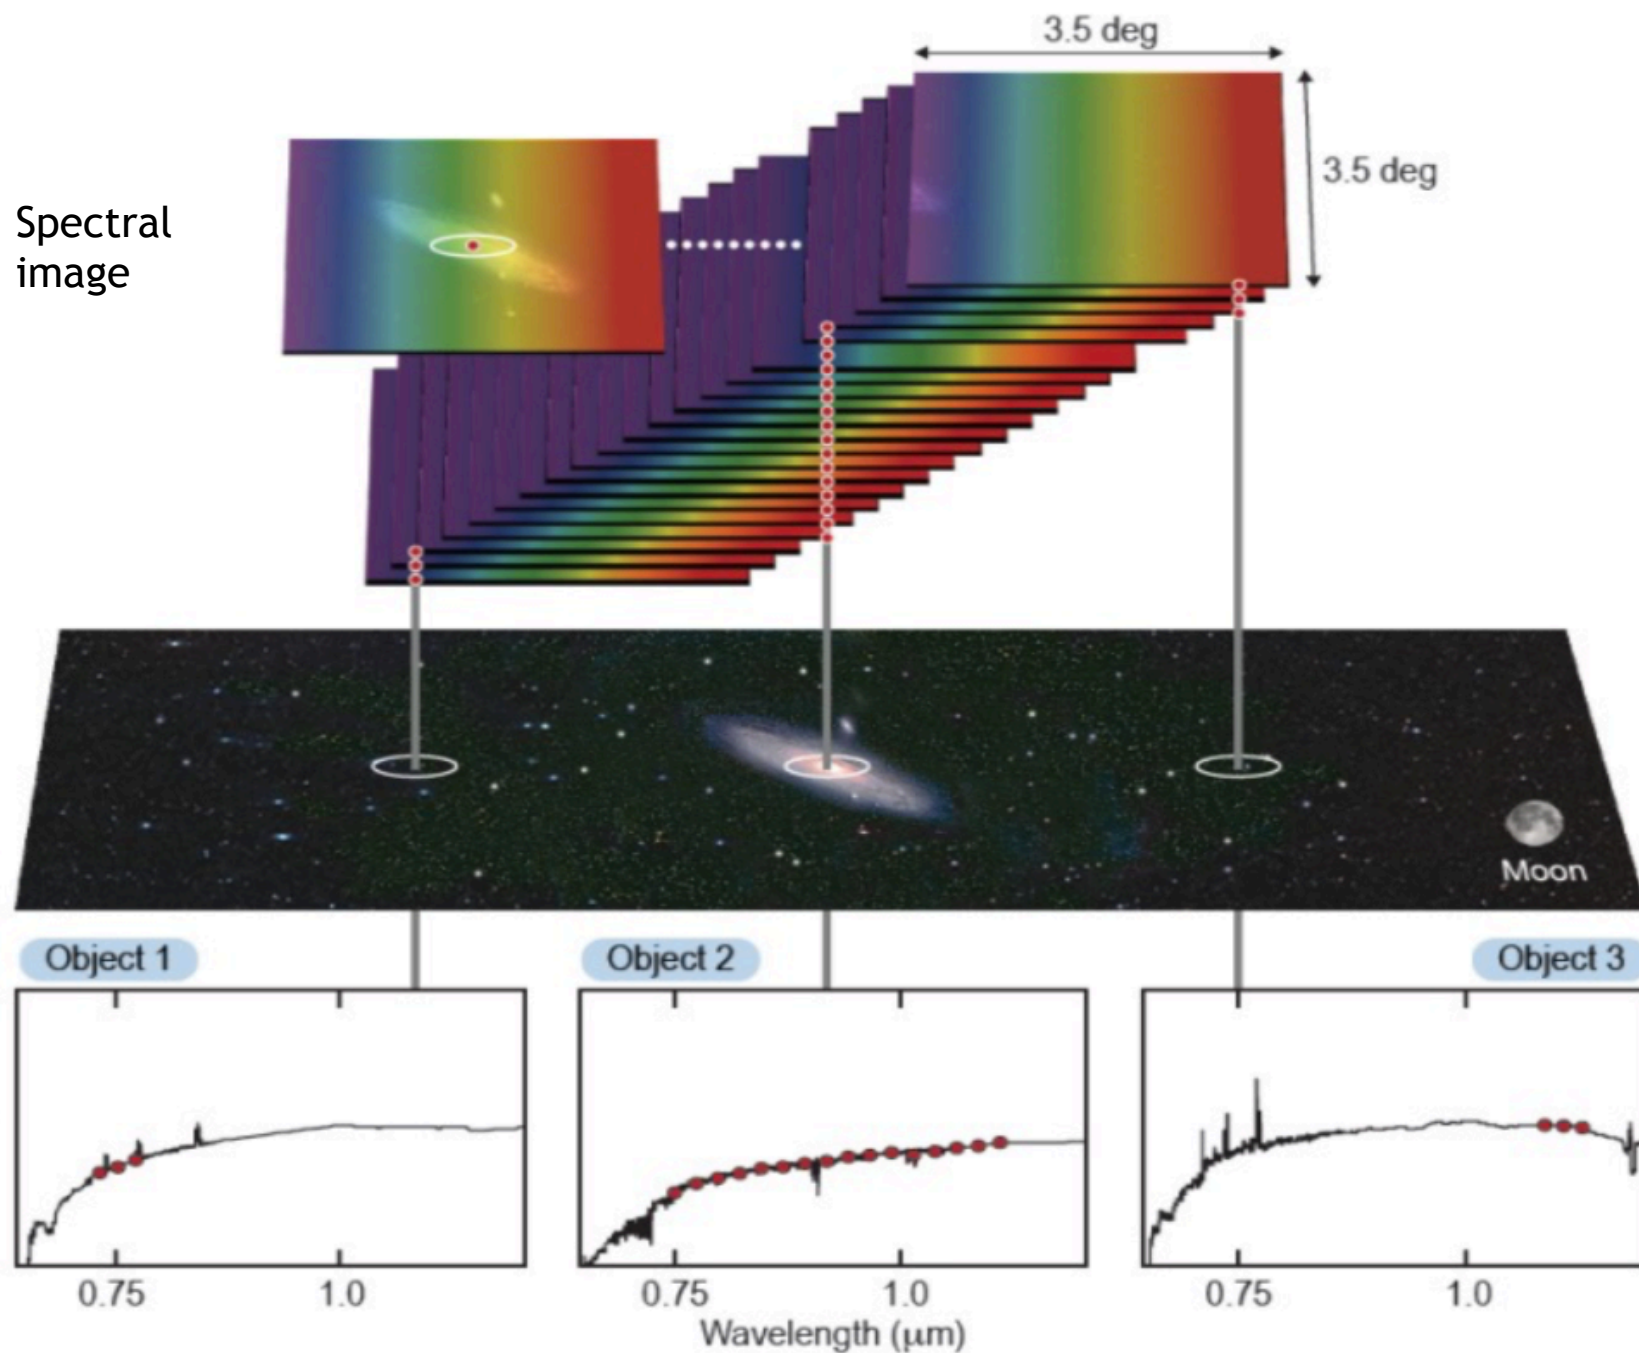 3.5 deg
3.5 deg
Spectral
image
Moon
Object 1
Object 2
Object 3
0.75
1.0
0.75
1.0
0.75
1.0
Wavelength (μm)